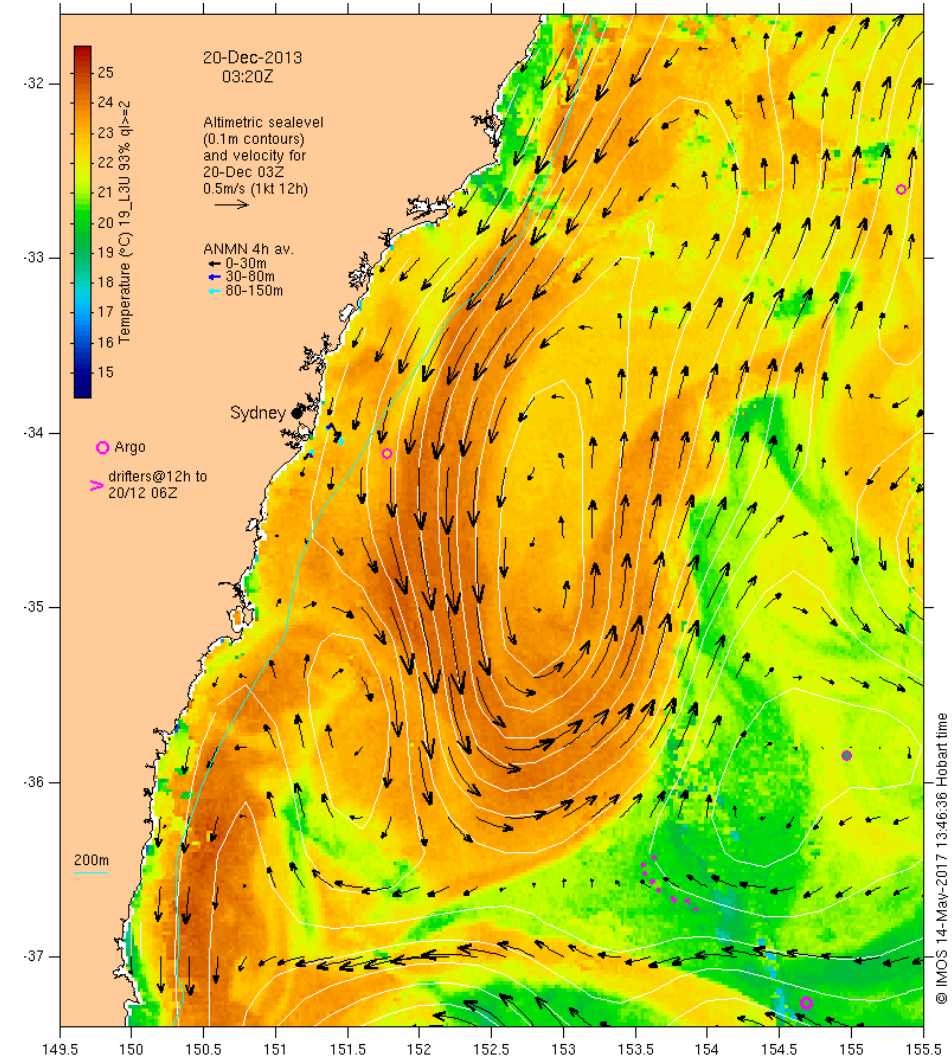 20-Dec-2013
03:20Z
Altimetric sealevel
(0.1m contours)
and velocity for
20-Dec 03Z
0.5m/s (1kt 12h)
ANMN 4h av.
0-30m
30-80m
80-150m
25
24
23
22
21
20
19
18
17
16
15
Temperature (°C) 19_L3U 93% ql>=2
Sydney
Argo
drifters@12h to
20/12 06Z
200m
-32
-33
-34
-35
-36
-37
149.5 150 150.5 151 151.5 152 152.5 153 153.5 154 154.5 155 155.5
© IMOS 14-May-2017 13:46:36 Hobart time